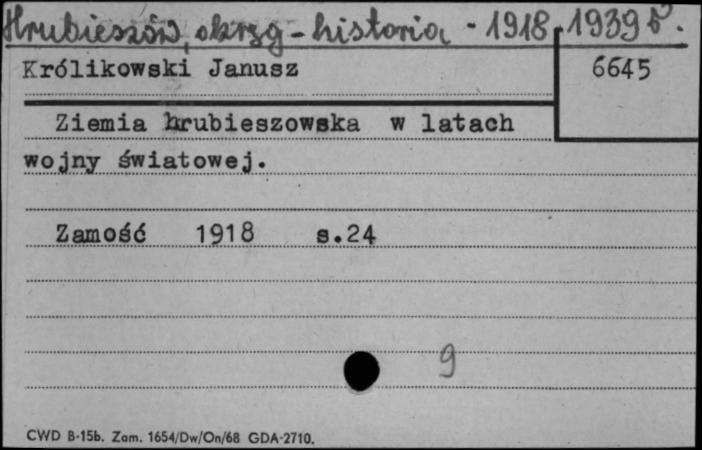 Hrubieszów, okręg - historia - 1918-1939 r.
Królikowski Janusz 6645
Ziemia hrubieszowska w latach
wojny światowej.
Zamość 1918 s.24
9
CWD B-15b. Zam. 1654/Dw/On/68 GDA-2710.